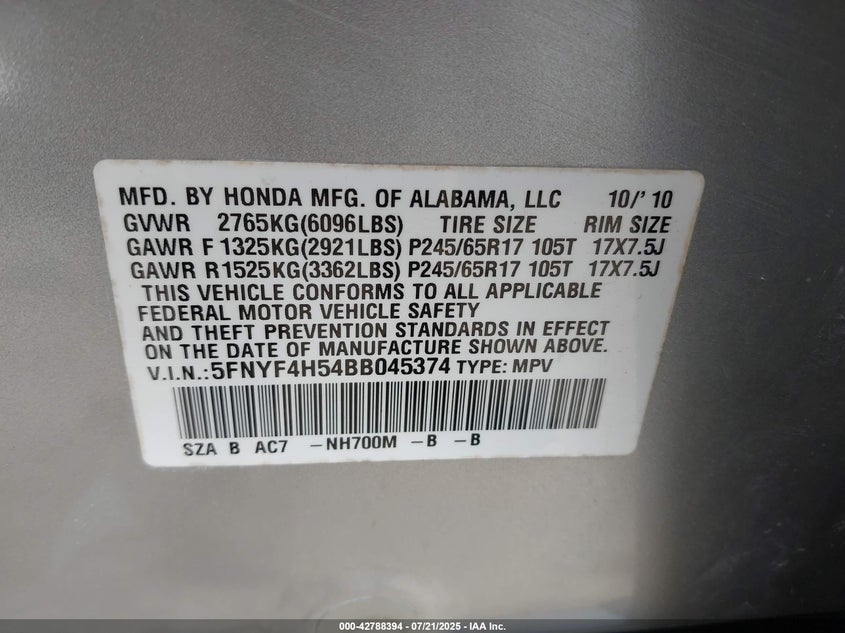 MFD. BY HONDA MFG. OF ALABAMA, LLC 10/'10
GVWR 2765KG(6096LBS) TIRE SIZE RIM SIZE
GAWR F 1325KG(2921LBS) P245/65R17 105T 17X7.5J
GAWR R1525KG(3362LBS) P245/65R17 105T 17X7.5J
THIS VEHICLE CONFORMS TO ALL APPLICABLE
FEDERAL MOTOR VEHICLE SAFETY
AND THEFT PREVENTION STANDARDS IN EFFECT
ON THE DATE OF MANUFACTURE SHOWN ABOVE.
V.I.N.:5FNYF4H54BB045374 TYPE: MPV
SZA B AC7 -NH700M -B -B
000-42788394 - 07/21/2025 - IAA Inc.